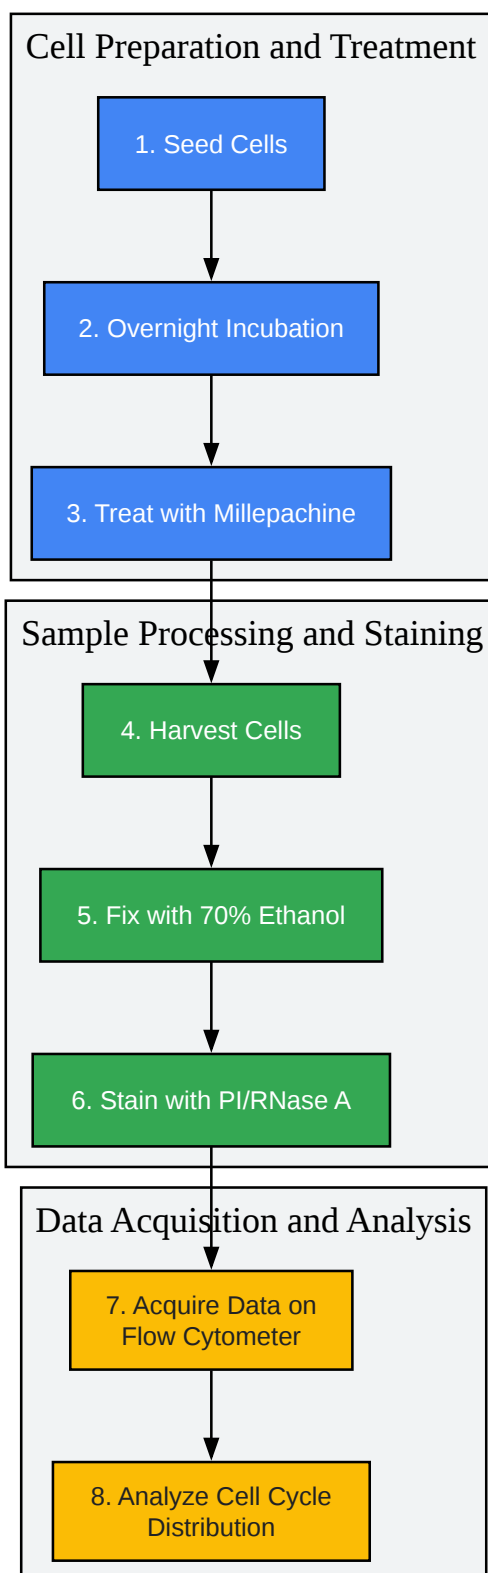 Cell Preparation and Treatment
1. Seed Cells
2. Overnight Incubation
3. Treat with Millepachine
Sample Processing and Staining
4. Harvest Cells
5. Fix with 70% Ethanol
6. Stain with PI/RNase A
Data Acquisition and Analysis
7. Acquire Data on
Flow Cytometer
8. Analyze Cell Cycle
Distribution